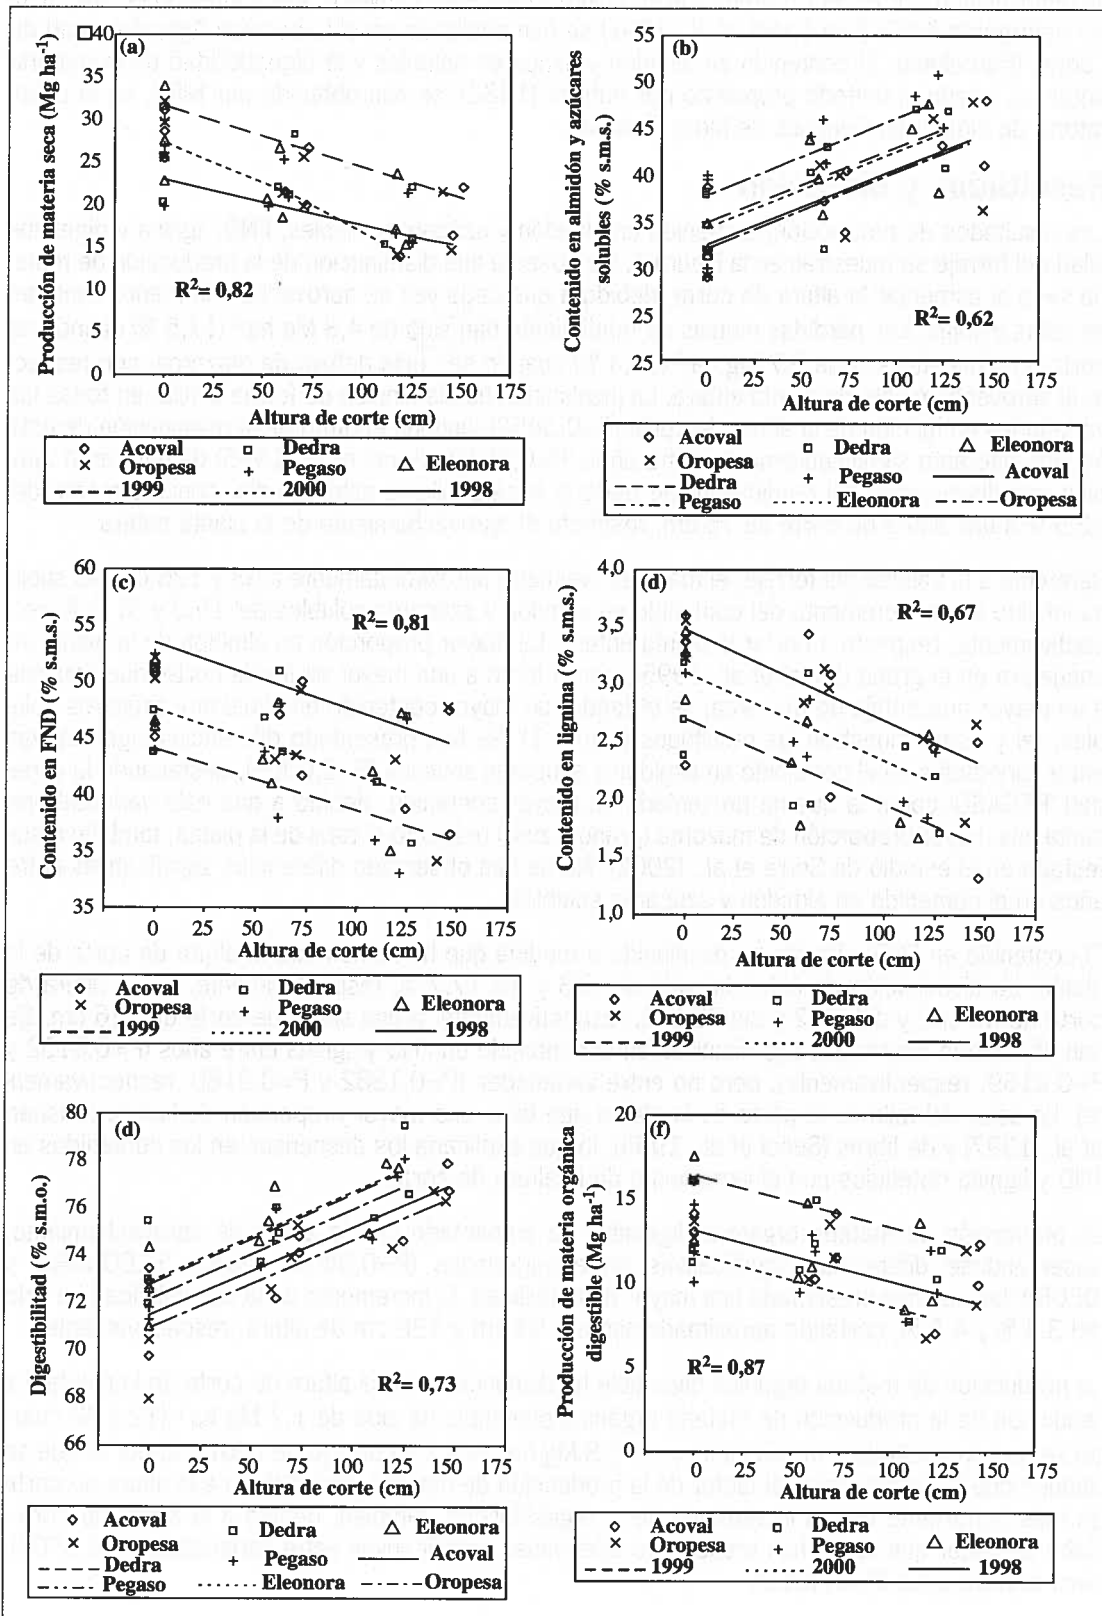 (a)
Producción de materia seca (Mg ha-1)
40
35
30
25
20
15
10
5
0
R2= 0,82
0 25 50 75 100 125 150 175
Altura de corte (cm)
Acoval Dedra Eleonora
Oropesa Pegaso
1999 2000 1998
(b)
Contenido en almidón y azúcares solubles (% s.m.s.)
55
50
45
40
35
30
25
25
R2= 0,62
0 25 50 75 100 125 150 175
Altura de corte (cm)
Acoval Dedra Eleonora
Oropesa Pegaso Acoval
Dedra
Pegaso Eleonora Oropesa
(c)
Contenido en FND (% s.m.s.)
60
55
50
45
40
35
35
R2= 0,81
0 25 50 75 100 125 150 175
Altura de corte (cm)
Acoval Dedra Eleonora
Oropesa Pegaso
1999 2000 1998
(d)
Contenido en lignina (% s.m.s.)
4,0
3,5
3,0
2,5
2,0
1,5
1,0
R2= 0,67
0 25 50 75 100 125 150 175
Altura de corte (cm)
Acoval Dedra Eleonora
Oropesa Pegaso
1999 2000 1998
(d)
Digestibilitad (% s.m.o.)
80
78
76
74
72
70
68
66
R2= 0,73
0 25 50 75 100 125 150 175
Altura de corte (cm)
Acoval Dedra Eleonora
Oropesa Pegaso Acoval
Dedra
Pegaso Eleonora Oropesa
(f)
Producción de materia orgánica digestible (Mg ha-1)
20
15
10
5
0
R2= 0,87
0 25 50 75 100 125 150 175
Altura de corte (cm)
Acoval Dedra Eleonora
Oropesa Pegaso
1999 2000 1998